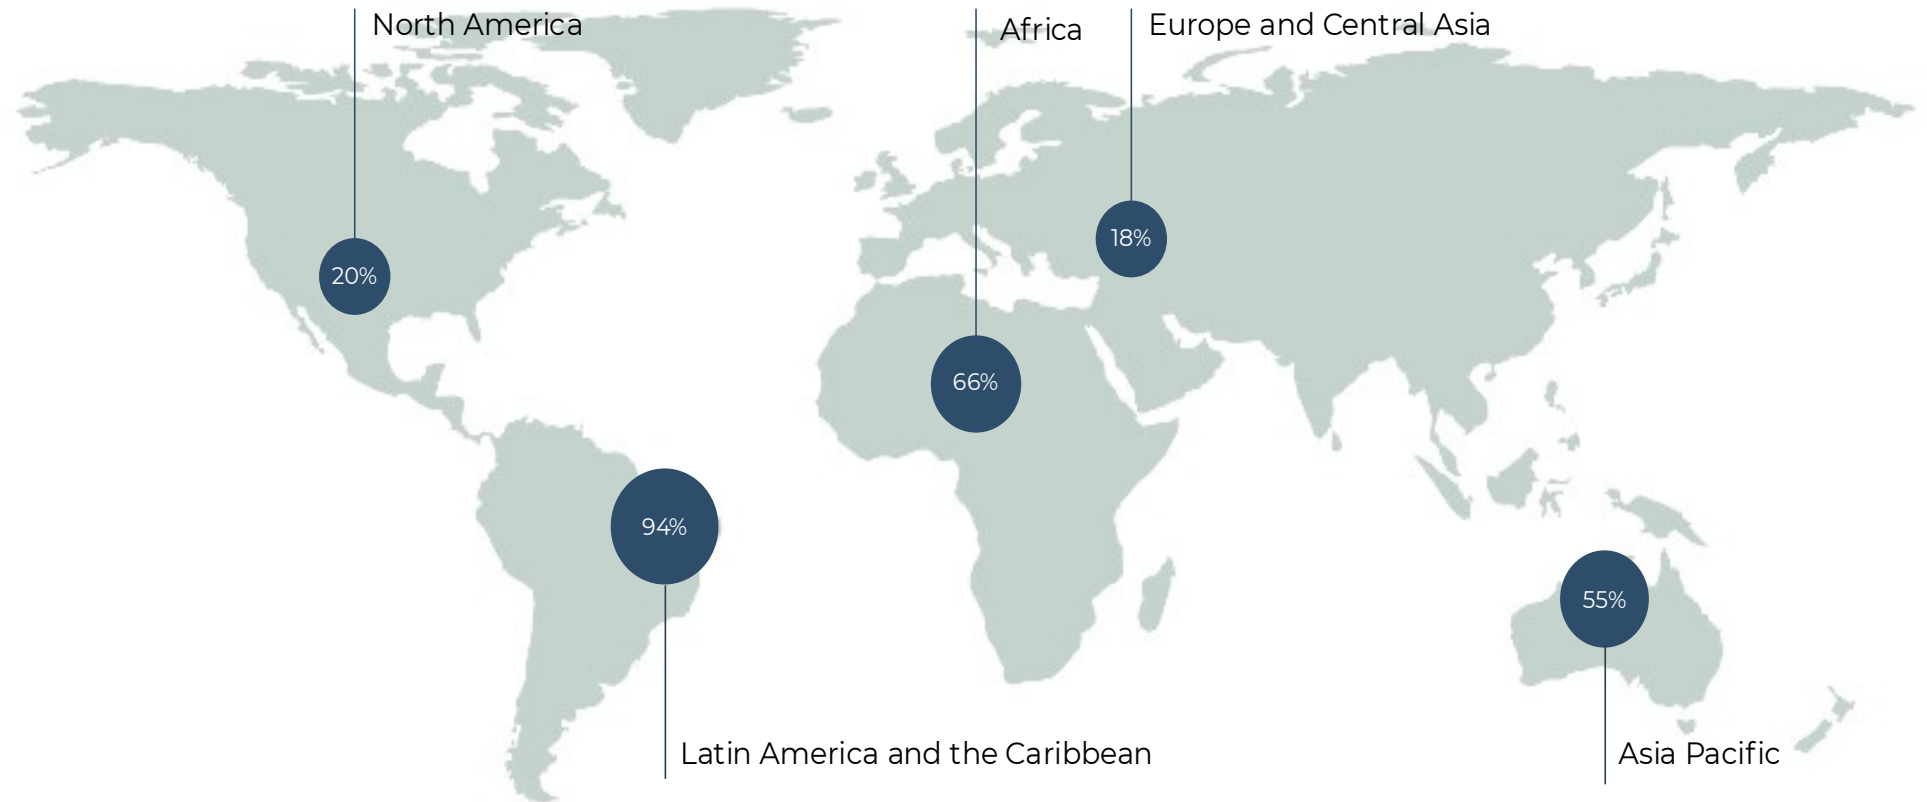 North America
Africa
Europe and Central Asia
18%
20%
66%
94%
55%
Latin America and the Caribbean
Asia Pacific